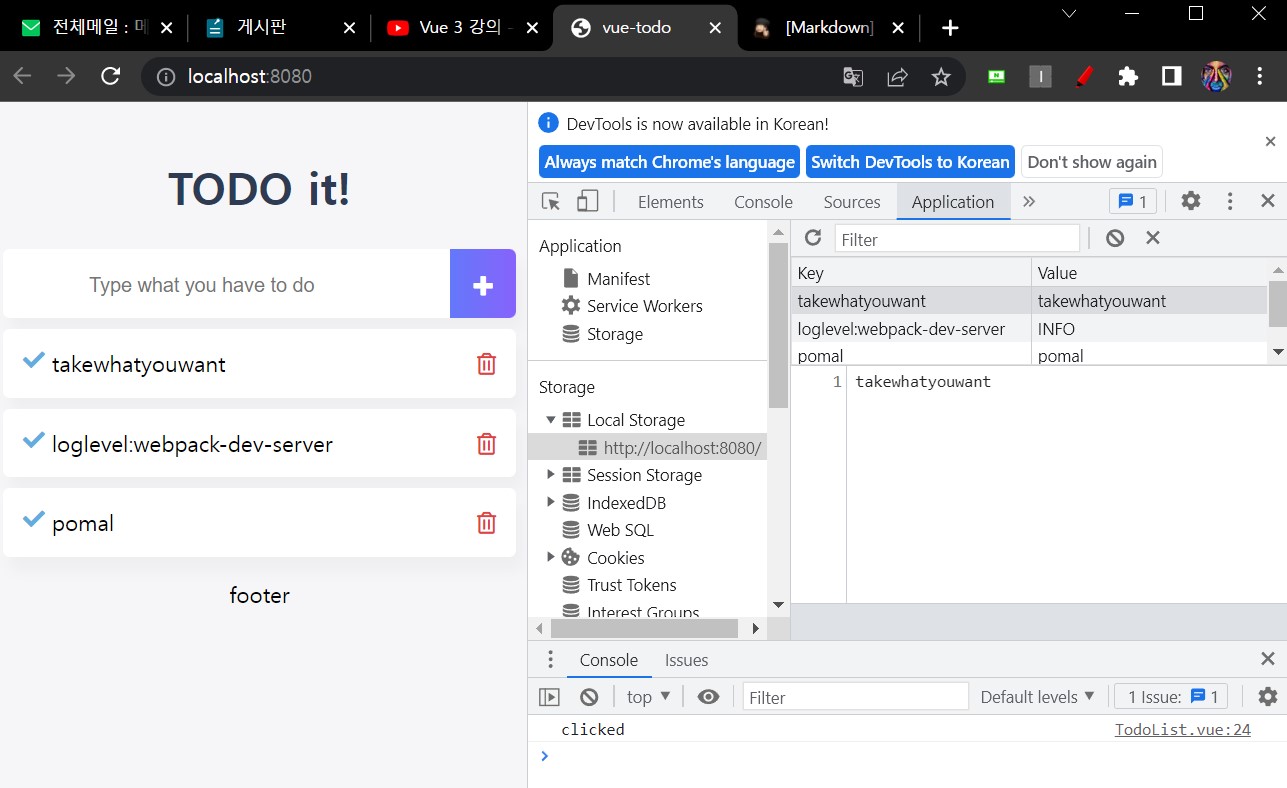 전체메일 : 메
게시판
Vue 3 강의 -
vue-todo
[Markdown]
localhost:8080
TODO it!
Type what you have to do
takewhatyouwant
loglevel:webpack-dev-server
pomal
footer
DevTools is now available in Korean!
Always match Chrome's language
Switch DevTools to Korean
Don't show again
Elements
Console
Sources
Application
1
Application
Manifest
Service Workers
Storage
Storage
Local Storage
http://localhost:8080/
Session Storage
IndexedDB
Web SQL
Cookies
Trust Tokens
Interest Groups
Filter
Key Value
takewhatyouwant takewhatyouwant
loglevel:webpack-dev-server INFO
pomal pomal
1 takewhatyouwant
Console
Issues
top
Filter
Default levels
1 Issue: 1
clicked TodoList.vue:24